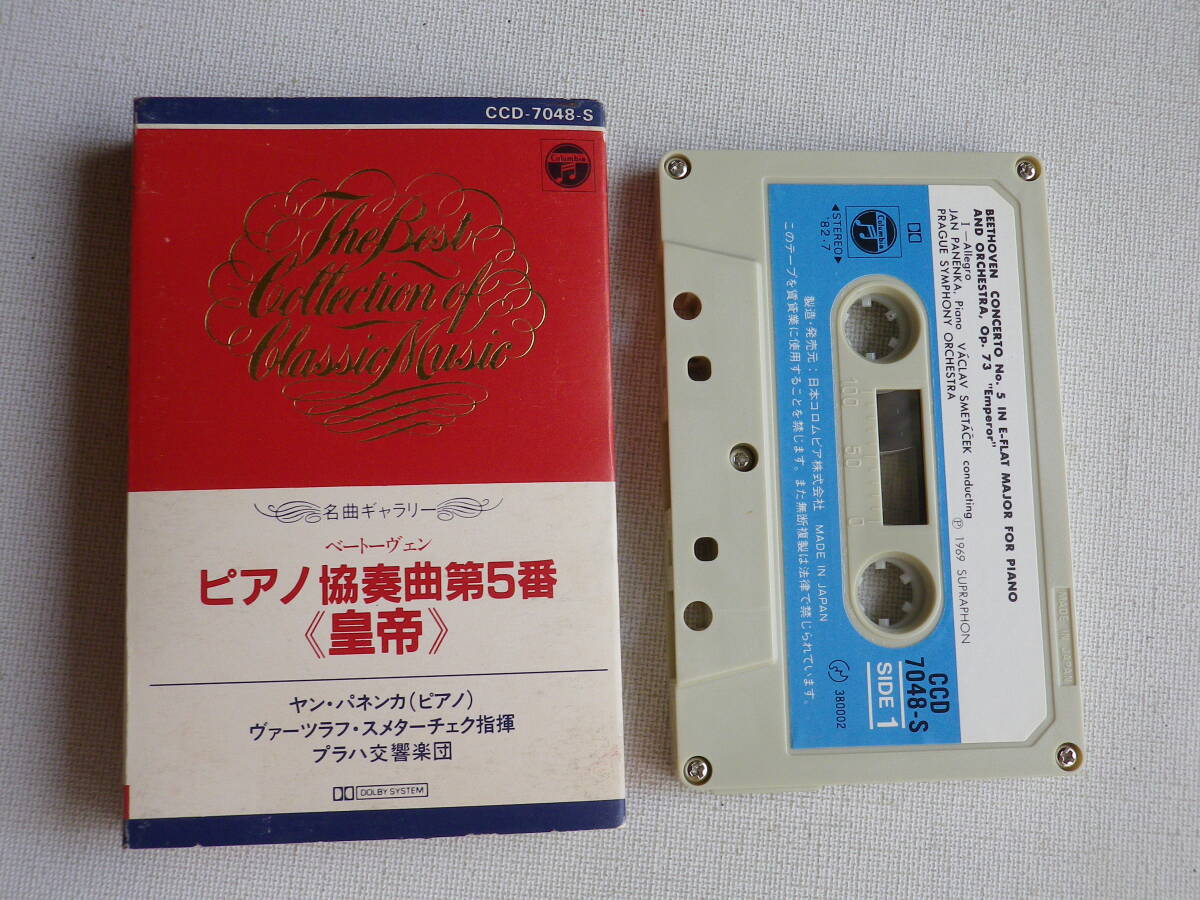 CCD-7048-S
Columbia
The Best
Collection of
Classic Music
名曲ギャラリー
ベートーヴェン
ピアノ協奏曲第5番
《皇帝》
ヤン・パネンカ(ピアノ)
ヴァーツラフ・スメターチェク指揮
プラハ交響楽団
DOLBY SYSTEM
BEETHOVEN CONCERTO No. 5 IN E-FLAT MAJOR FOR PIANO
AND ORCHESTRA, Op. 73 "Emperor"
I — Allegro
JAN PANENKA, Piano VÁCLAV SMETÁČEK conducting
PRAGUE SYMPHONY ORCHESTRA
Ⓟ 1969 SUPRAPHON
Columbia
◀STEREO▶
'82·7
CCD
7048-S
SIDE 1
100 50 0
製造・発売元:日本コロムビア株式会社 MADE IN JAPAN
このテープを賃貸業に使用することを禁じます。また無断複製は法律で禁じられています。
380002
MADE IN JAPAN